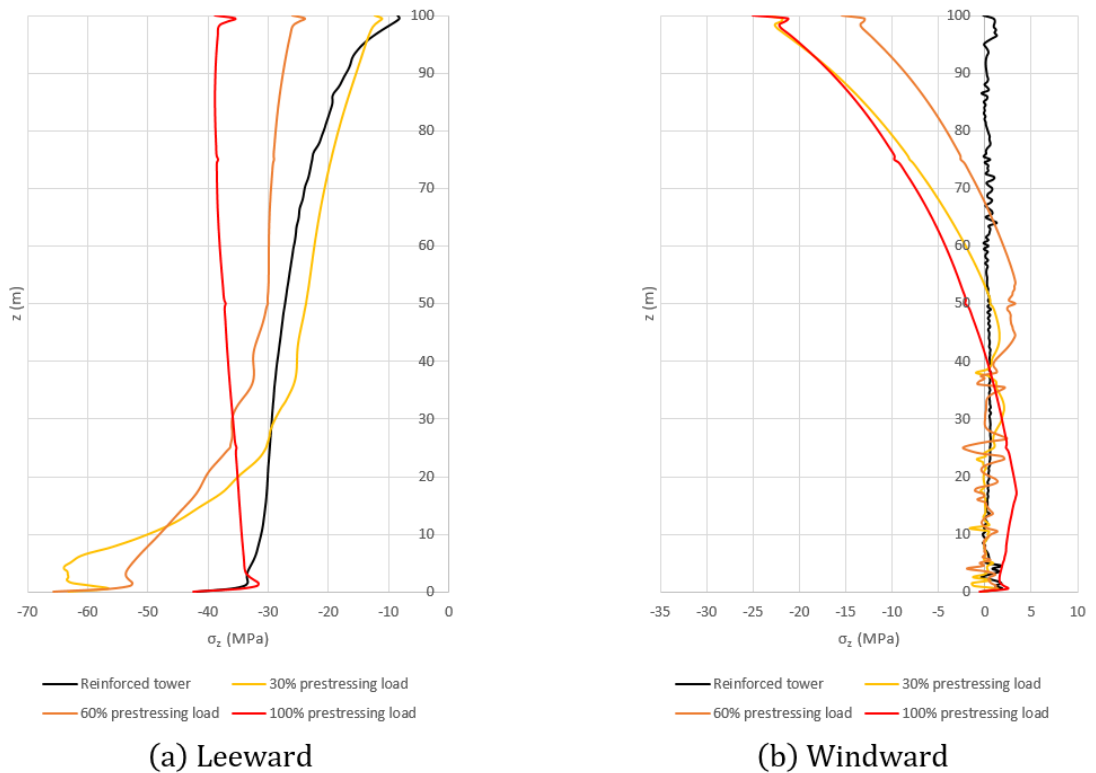 100
90
80
70
60
50
40
30
20
10
0
z (m)
-70 -60 -50 -40 -30 -20 -10 0
σz (MPa)
Reinforced tower 30% prestressing load
60% prestressing load 100% prestressing load
(a) Leeward
100
90
80
70
60
50
40
30
20
10
0
z (m)
-35 -30 -25 -20 -15 -10 -5 0 5 10
σz (MPa)
Reinforced tower 30% prestressing load
60% prestressing load 100% prestressing load
(b) Windward